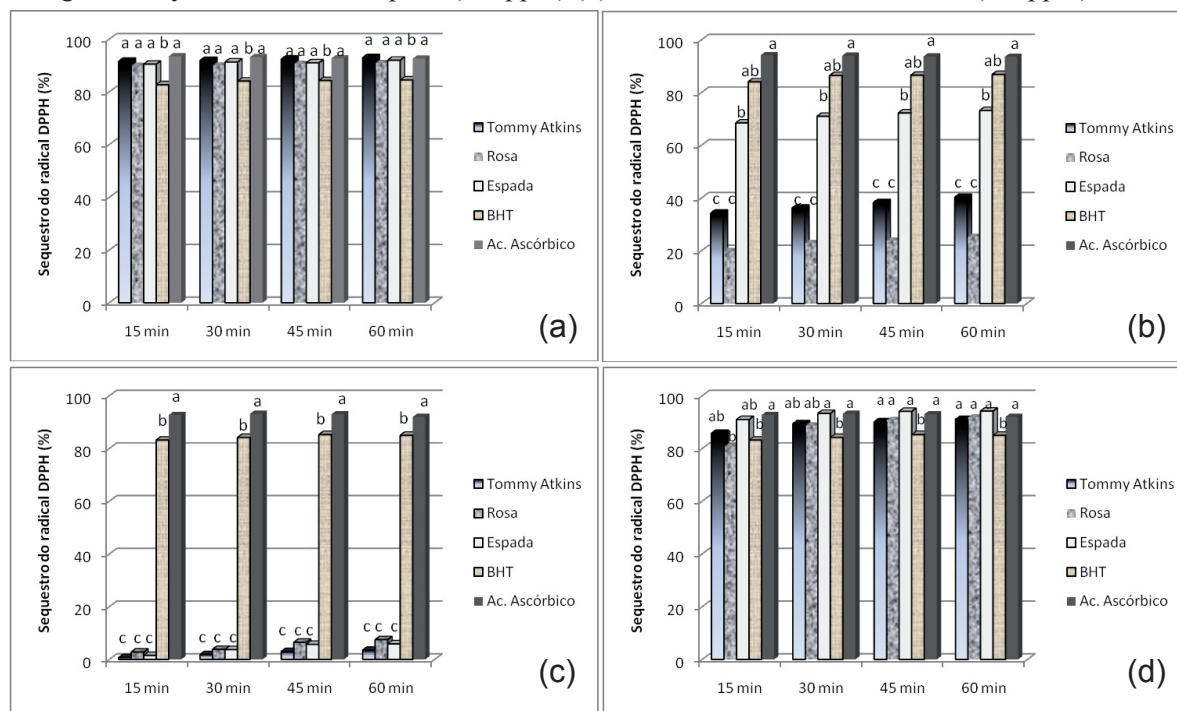 a a a b a a a a b a a a a b a a a a b a
100
80
60
40
20
0
Sequestro do radical DPPH (%)
15 min 30 min 45 min 60 min
Tommy Atkins
Rosa
Espada
BHT
Ac. Ascórbico
(a)
c c b ab a c c b ab a c c b ab a c c b ab a
100
80
60
40
20
0
Sequestro do radical DPPH (%)
15 min 30 min 45 min 60 min
Tommy Atkins
Rosa
Espada
BHT
Ac. Ascórbico
(b)
c c c b a c c c b a c c c b a c c c b a
100
80
60
40
20
0
Sequestro do radical DPPH (%)
15 min 30 min 45 min 60 min
Tommy Atkins
Rosa
Espada
BHT
Ac. Ascórbico
(c)
ab b ab b a ab ab a b a a a a b a a a a b a
100
80
60
40
20
0
Sequestro do radical DPPH (%)
15 min 30 min 45 min 60 min
Tommy Atkins
Rosa
Espada
BHT
Ac. Ascórbico
(d)